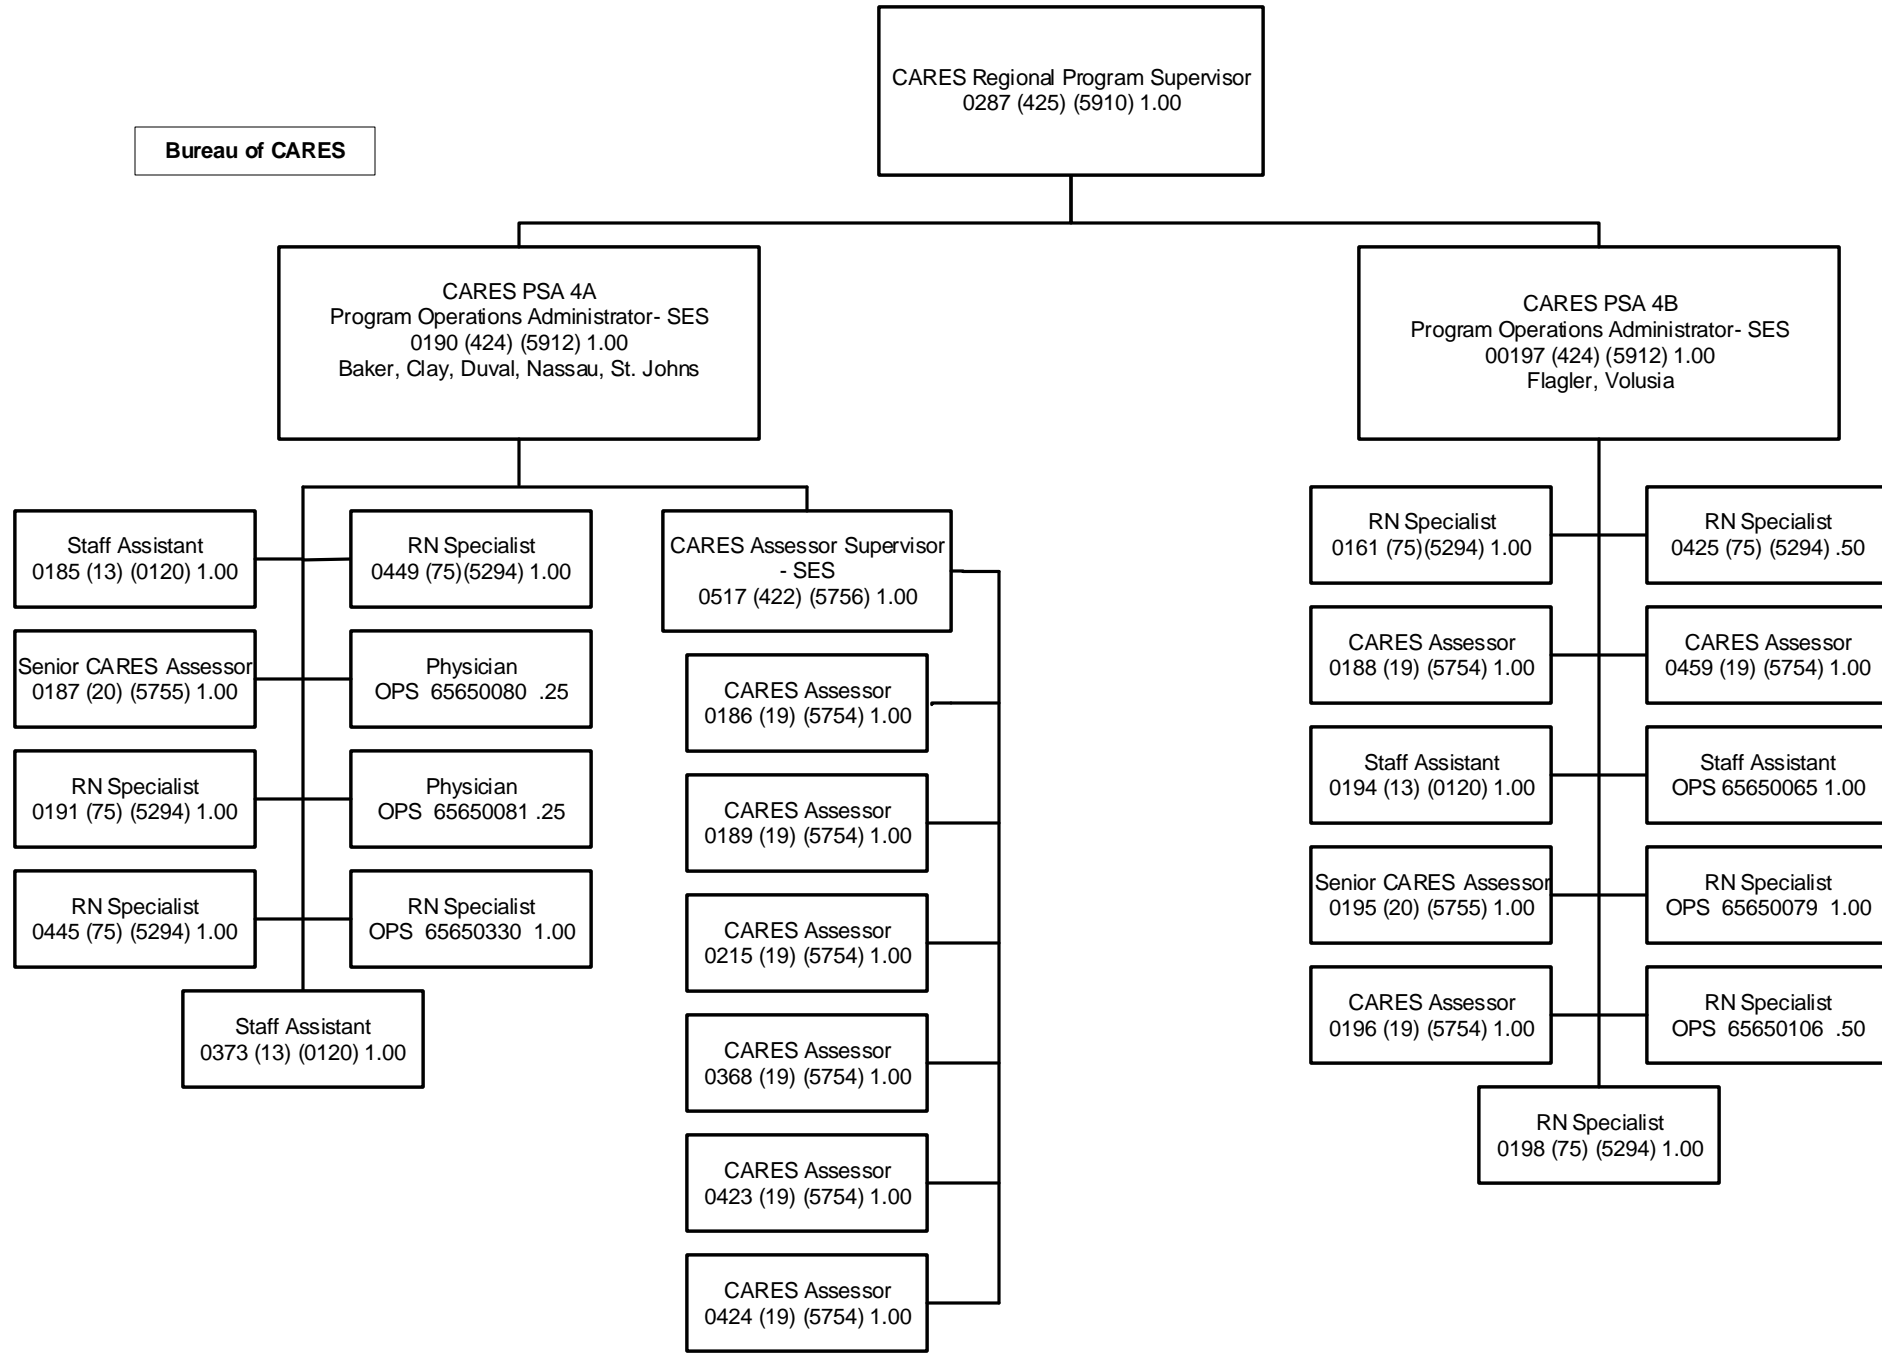 CARES Regional Program Supervisor
0287 (425) (5910) 1.00
Bureau of CARES
CARES PSA 4A
Program Operations Administrator- SES
0190 (424) (5912) 1.00
Baker, Clay, Duval, Nassau, St. Johns
CARES PSA 4B
Program Operations Administrator- SES
00197 (424) (5912) 1.00
Flagler, Volusia
Staff Assistant
0185 (13) (0120) 1.00
RN Specialist
0449 (75)(5294) 1.00
Senior CARES Assessor
0187 (20) (5755) 1.00
Physician
OPS 65650080 .25
RN Specialist
0191 (75) (5294) 1.00
Physician
OPS 65650081 .25
RN Specialist
0445 (75) (5294) 1.00
RN Specialist
OPS 65650330 1.00
Staff Assistant
0373 (13) (0120) 1.00
CARES Assessor Supervisor
- SES
0517 (422) (5756) 1.00
CARES Assessor
0186 (19) (5754) 1.00
CARES Assessor
0189 (19) (5754) 1.00
CARES Assessor
0215 (19) (5754) 1.00
CARES Assessor
0368 (19) (5754) 1.00
CARES Assessor
0423 (19) (5754) 1.00
CARES Assessor
0424 (19) (5754) 1.00
RN Specialist
0161 (75)(5294) 1.00
RN Specialist
0425 (75) (5294) .50
CARES Assessor
0188 (19) (5754) 1.00
CARES Assessor
0459 (19) (5754) 1.00
Staff Assistant
0194 (13) (0120) 1.00
Staff Assistant
OPS 65650065 1.00
Senior CARES Assessor
0195 (20) (5755) 1.00
RN Specialist
OPS 65650079 1.00
CARES Assessor
0196 (19) (5754) 1.00
RN Specialist
OPS 65650106 .50
RN Specialist
0198 (75) (5294) 1.00